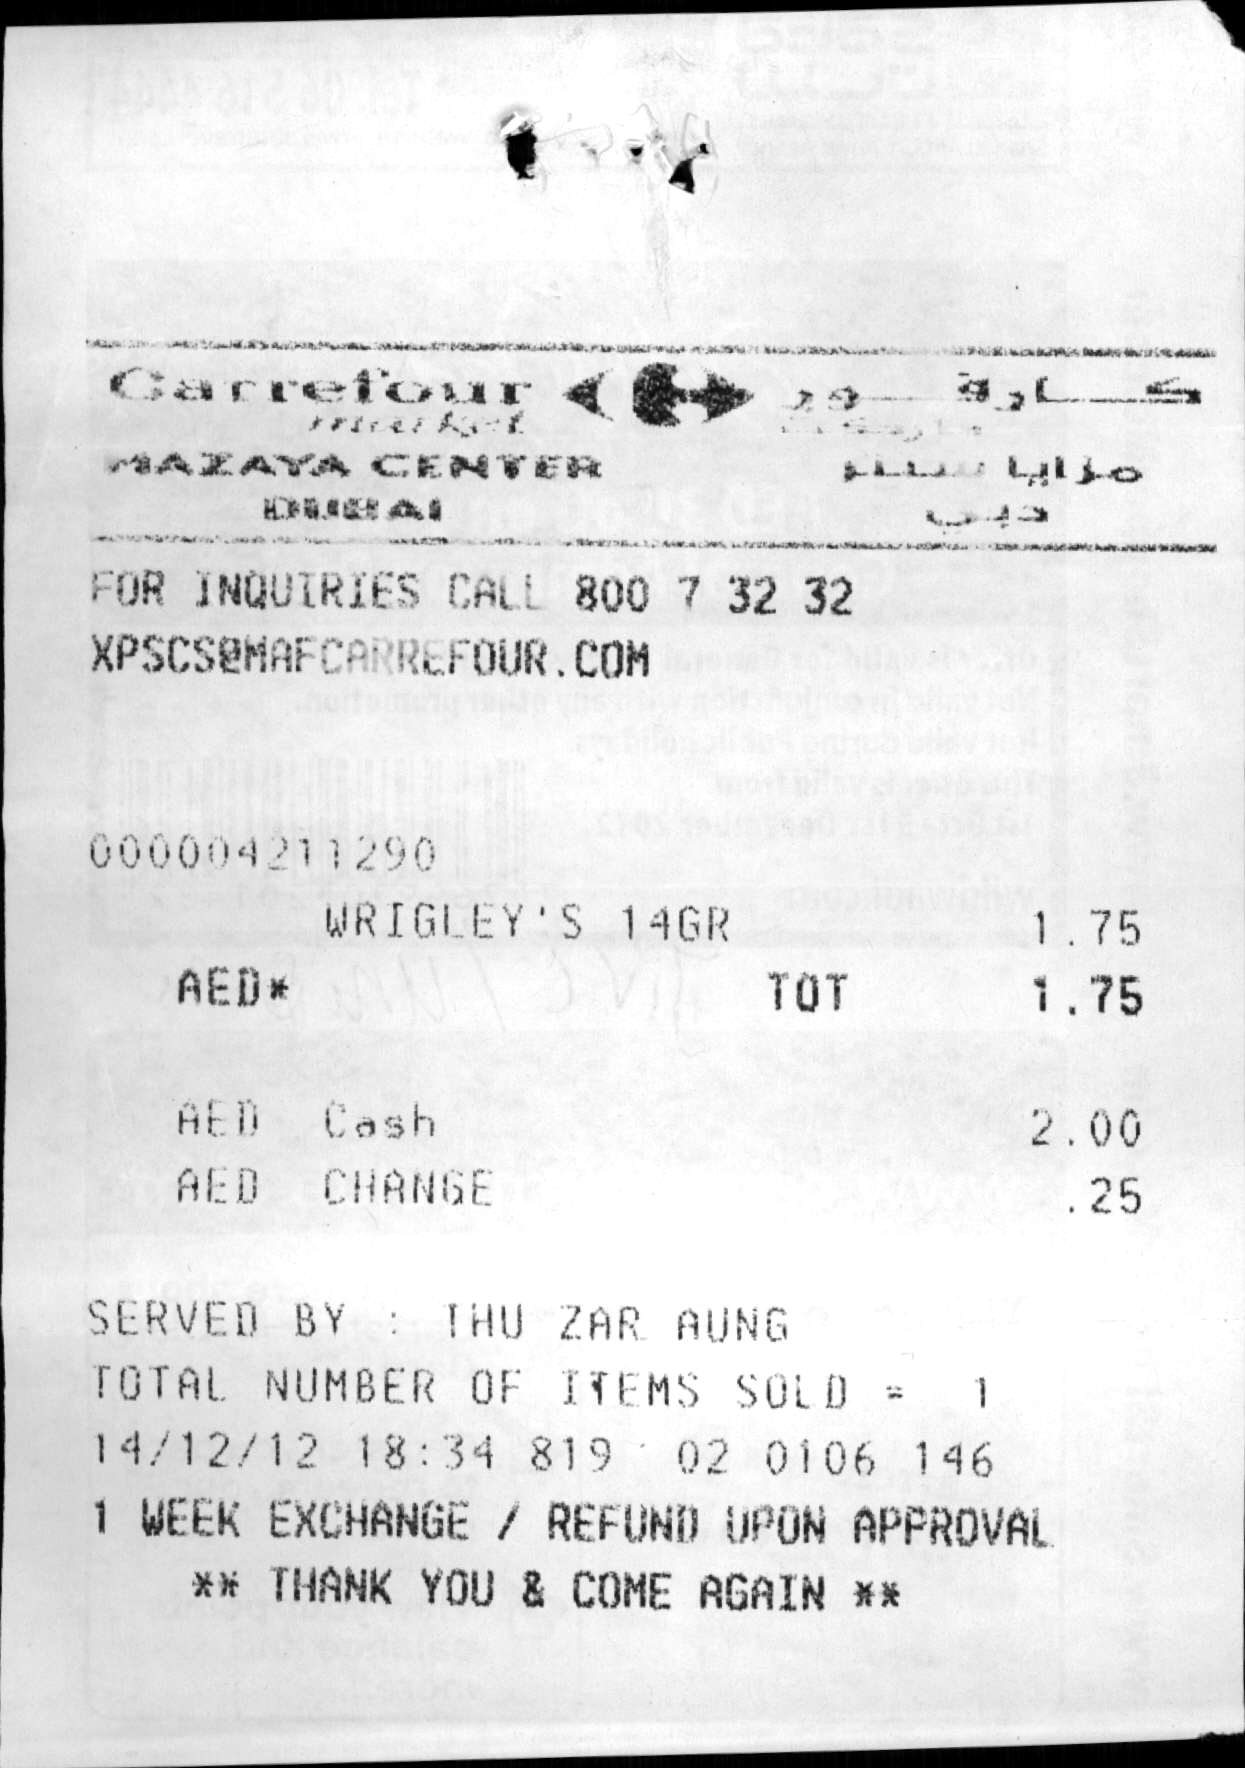 Carrefour كارفور
market ماركت
MAZAYA CENTER مزايا سنتر
DUBAI دبي
FOR INQUIRIES CALL 800 7 32 32
XPSCS@MAFCARREFOUR.COM
000004211290
WRIGLEY'S 14GR 1.75
AED* TOT 1.75
AED Cash 2.00
AED CHANGE .25
SERVED BY : THU ZAR AUNG
TOTAL NUMBER OF ITEMS SOLD = 1
14/12/12 18:34 819 02 0106 146
1 WEEK EXCHANGE / REFUND UPON APPROVAL
** THANK YOU & COME AGAIN **